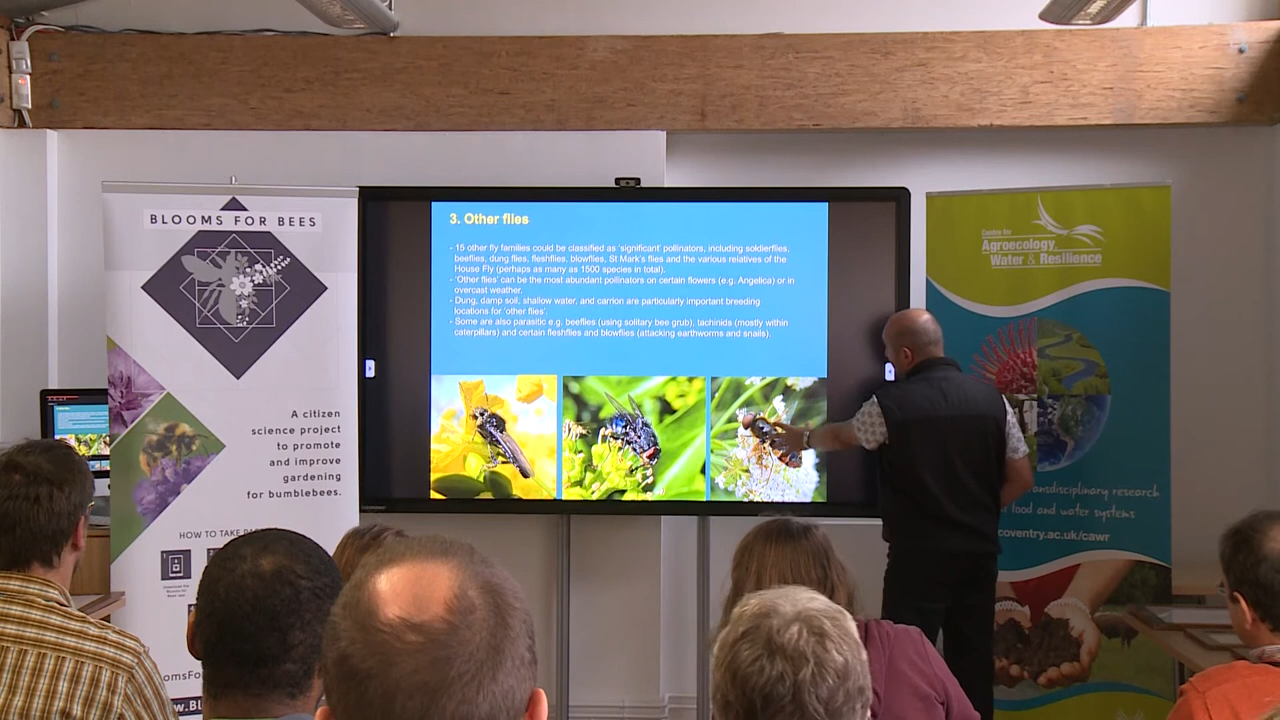 BLOOMS FOR BEES
A citizen
science project
to promote
and improve
gardening
for bumblebees.
HOW TO TAKE PA
3. Other flies
- 15 other fly families could be classified as 'significant' pollinators, including soldierflies,
beeflies, dung flies, fleshflies, blowflies, St Mark's flies and the various relatives of the
House Fly (perhaps as many as 1500 species in total).
- 'Other flies' can be the most abundant pollinators on certain flowers (e.g. Angelica) or in
overcast weather.
- Dung, damp soil, shallow water, and carrion are particularly important breeding
locations for 'other flies'.
- Some are also parasitic e.g. beeflies (using solitary bee grub), tachinids (mostly within
caterpillars) and certain fleshflies and blowflies (attacking earthworms and snails).
Centre for
Agroecology,
Water & Resilience
ansdisciplinary research
food and water systems
coventry.ac.uk/cawr